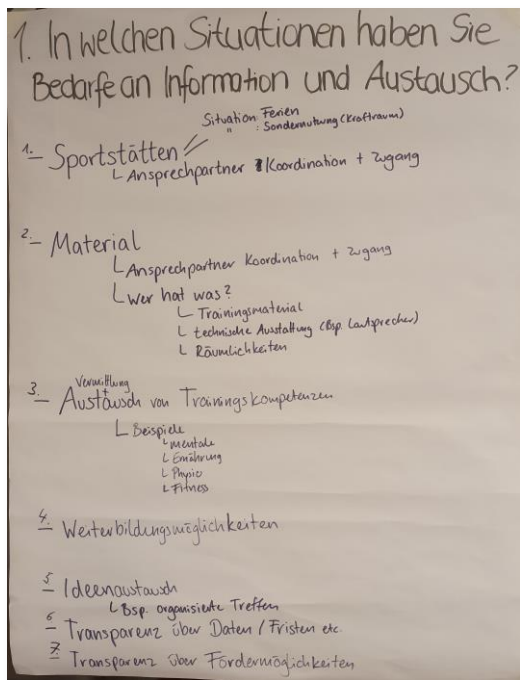 1. In welchen Situationen haben Sie
Bedarfe an Information und Austausch?
Situation Ferien
" : Sondernutzung (Kraftraum)
1. – Sportstätten
Ansprechpartner Koordination + Zugang
2. – Material
Ansprechpartner Koordination + Zugang
Wer hat was?
Trainingsmaterial
technische Ausstattung (Bsp. Lautsprecher)
Räumlichkeiten
Vermittlung
+
3. – Austausch von Trainingskompetenzen
Beispiele
mentale
Ernährung
Physio
Fitness
4. – Weiterbildungsmöglichkeiten
5 – Ideenaustausch
Bsp. organisierte Treffen
6 – Transparenz über Daten / Fristen etc.
7. – Transparenz über Fördermöglichkeiten